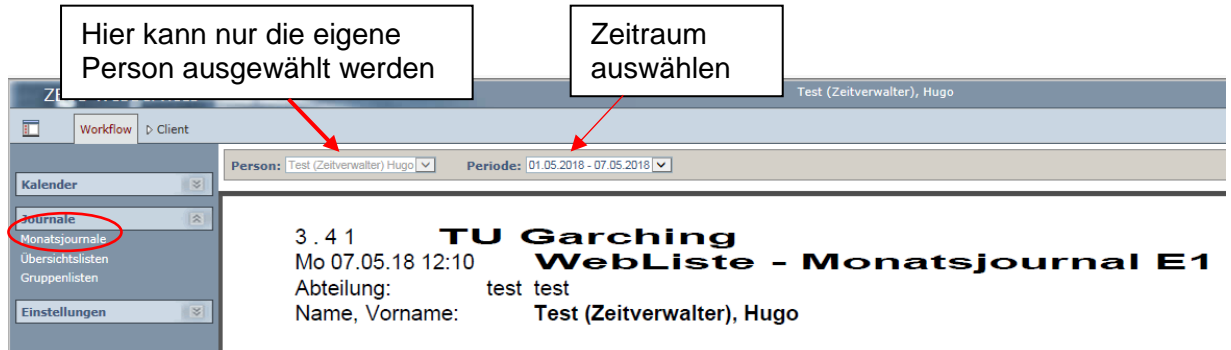 Hier kann nur die eigene
Person ausgewählt werden
Zeitraum
auswählen
Test (Zeitverwalter), Hugo
Workflow Client
Person: Test (Zeitverwalter) Hugo Periode: 01.05.2018 - 07.05.2018
Kalender
Journale
Monatsjournale
Übersichtslisten
Gruppenlisten
Einstellungen
3.41 TU Garching
Mo 07.05.18 12:10 WebListe - Monatsjournal E1
Abteilung: test test
Name, Vorname: Test (Zeitverwalter), Hugo